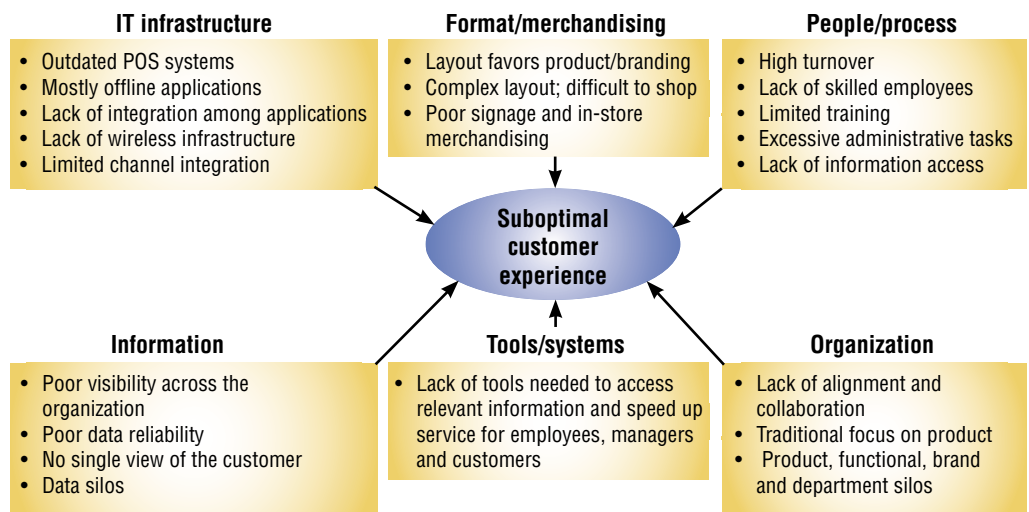 IT infrastructure
• Outdated POS systems
• Mostly offline applications
• Lack of integration among applications
• Lack of wireless infrastructure
• Limited channel integration
Format/merchandising
• Layout favors product/branding
• Complex layout; difficult to shop
• Poor signage and in-store
merchandising
People/process
• High turnover
• Lack of skilled employees
• Limited training
• Excessive administrative tasks
• Lack of information access
Suboptimal
customer
experience
Information
• Poor visibility across the
organization
• Poor data reliability
• No single view of the customer
• Data silos
Tools/systems
• Lack of tools needed to access
relevant information and speed up
service for employees, managers
and customers
Organization
• Lack of alignment and
collaboration
• Traditional focus on product
• Product, functional, brand
and department silos